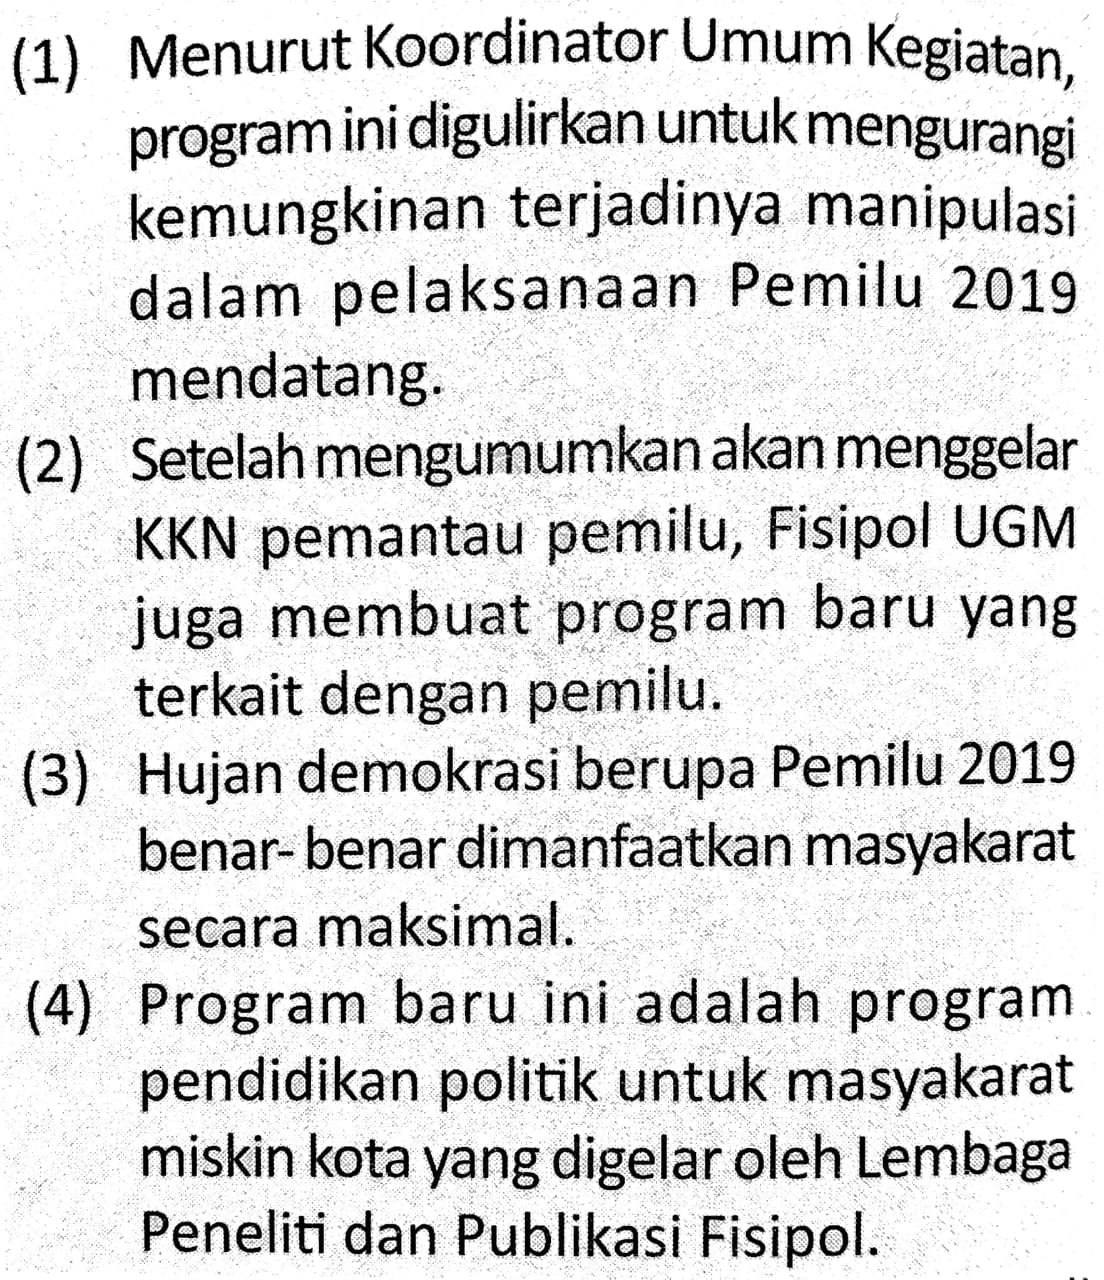 (1) Menurut Koordinator Umum Kegiatan,
program ini digulirkan untuk mengurangi
kemungkinan terjadinya manipulasi
dalam pelaksanaan Pemilu 2019
mendatang.
(2) Setelah mengumumkan akan menggelar
KKN pemantau pemilu, Fisipol UGM
juga membuat program baru yang
terkait dengan pemilu.
(3) Hujan demokrasi berupa Pemilu 2019
benar- benar dimanfaatkan masyakarat
secara maksimal.
(4) Program baru ini adalah program
pendidikan politik untuk masyakarat
miskin kota yang digelar oleh Lembaga
Peneliti dan Publikasi Fisipol.